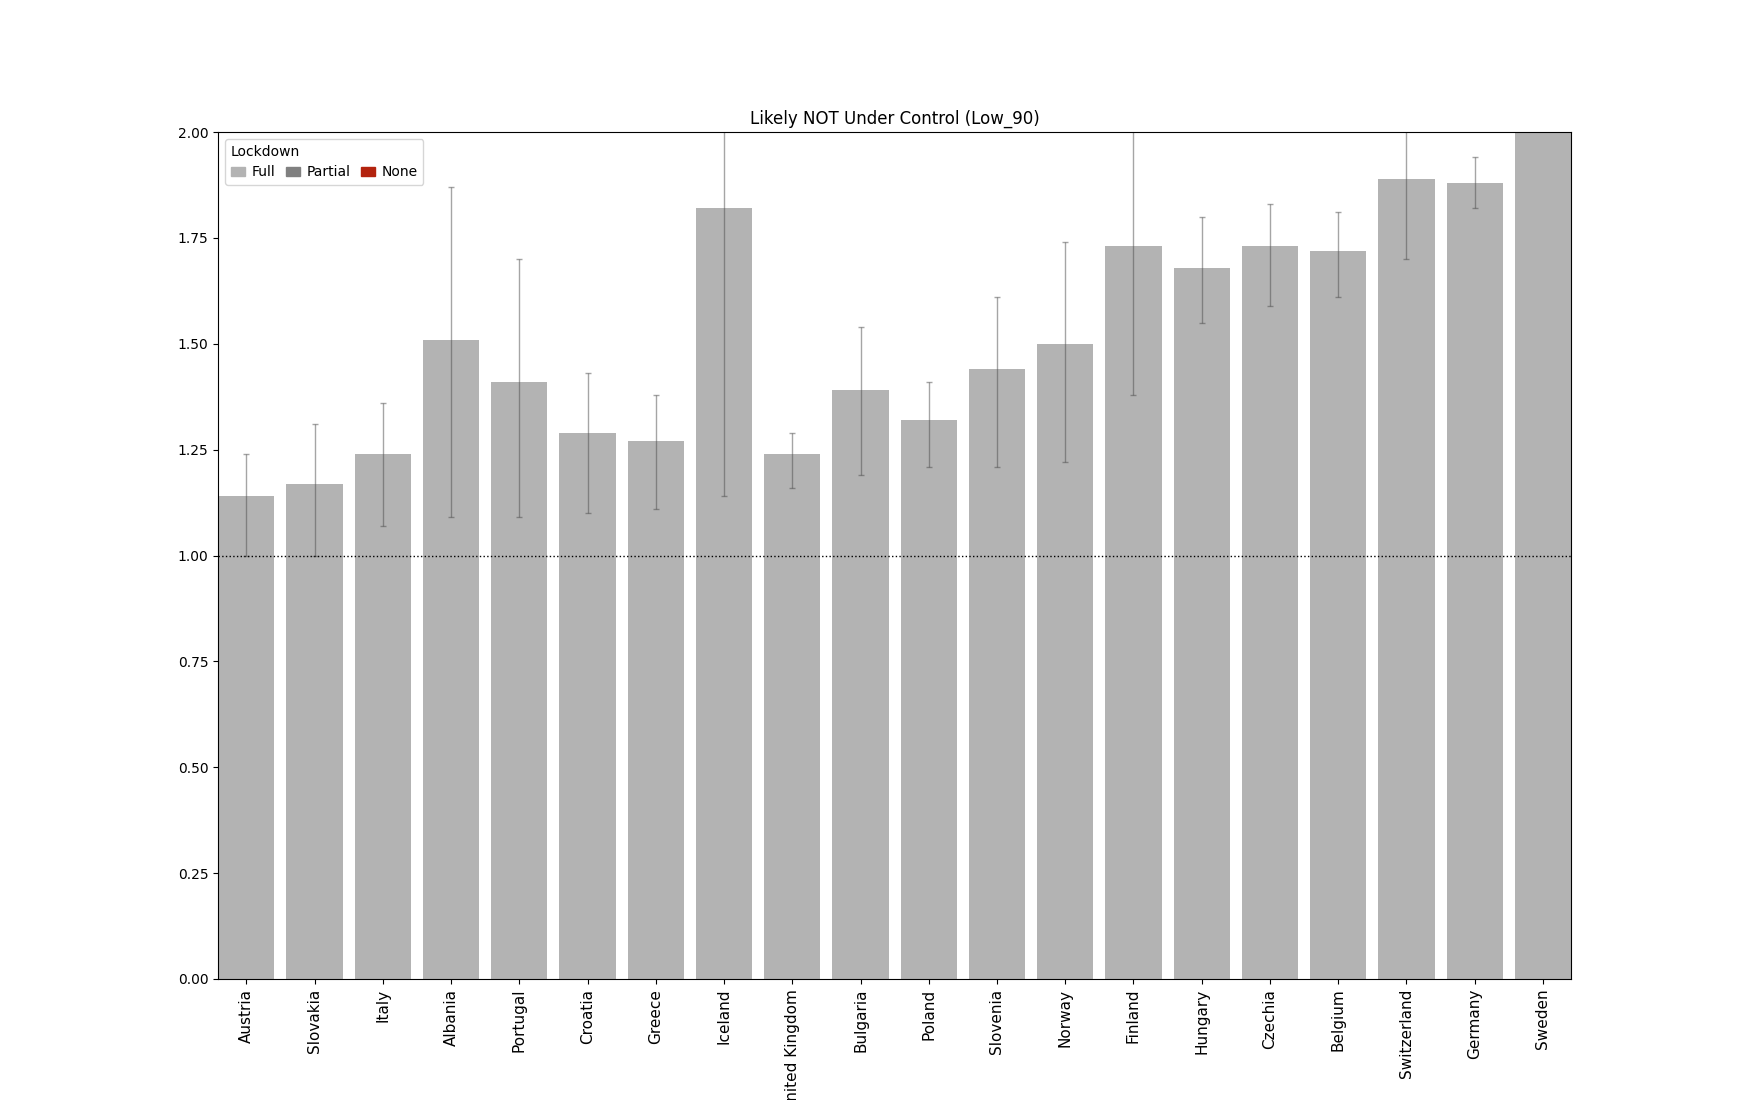 Likely NOT Under Control (Low_90)
2.00
Lockdown
Full Partial None
1.75
1.50
1.25
1.00
0.75
0.50
0.25
0.00
Austria
Slovakia
Italy
Albania
Portugal
Croatia
Greece
Iceland
nited Kingdom
Bulgaria
Poland
Slovenia
Norway
Finland
Hungary
Czechia
Belgium
Switzerland
Germany
Sweden